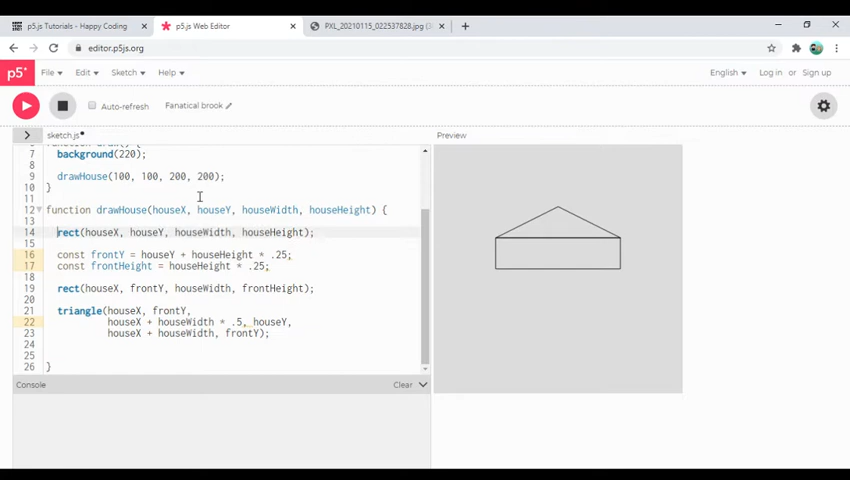 p5.js Tutorials - Happy Coding
p5.js Web Editor
PXL_20210115_022537828.jpg
editor.p5js.org
p5*
File
Edit
Sketch
Help
English
Log in or Sign up
Auto-refresh
Fanatical brook
sketch.js
Preview
7 background(220);
8
9 drawHouse(100, 100, 200, 200);
10 }
11
12 function drawHouse(houseX, houseY, houseWidth, houseHeight) {
13
14 rect(houseX, houseY, houseWidth, houseHeight);
15
16 const frontY = houseY + houseHeight * .25;
17 const frontHeight = houseHeight * .25;
18
19 rect(houseX, frontY, houseWidth, frontHeight);
20
21 triangle(houseX, frontY,
22 houseX + houseWidth * .5, houseY,
23 houseX + houseWidth, frontY);
24
25
26 }
Console
Clear